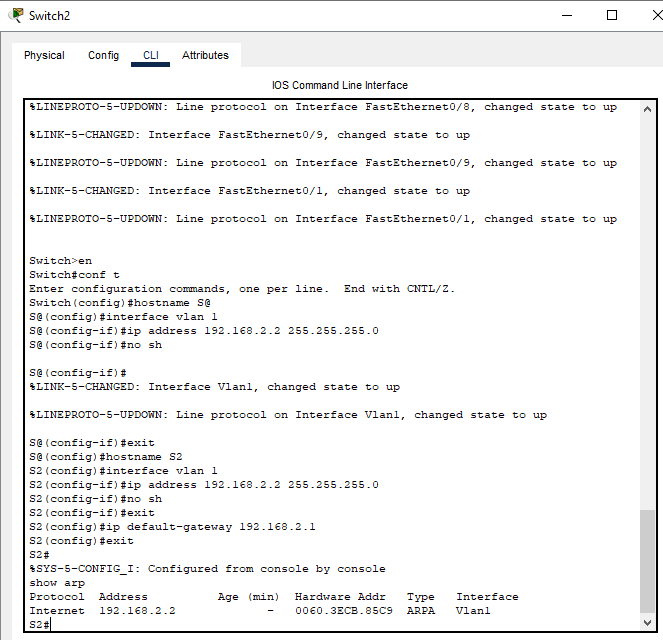 Switch2
Physical Config CLI Attributes
IOS Command Line Interface
%LINEPROTO-5-UPDOWN: Line protocol on Interface FastEthernet0/8, changed state to up
%LINK-5-CHANGED: Interface FastEthernet0/9, changed state to up
%LINEPROTO-5-UPDOWN: Line protocol on Interface FastEthernet0/9, changed state to up
%LINK-5-CHANGED: Interface FastEthernet0/1, changed state to up
%LINEPROTO-5-UPDOWN: Line protocol on Interface FastEthernet0/1, changed state to up
Switch>en
Switch#conf t
Enter configuration commands, one per line.  End with CNTL/Z.
Switch(config)#hostname S@
S@(config)#interface vlan 1
S@(config-if)#ip address 192.168.2.2 255.255.255.0
S@(config-if)#no sh
S@(config-if)#
%LINK-5-CHANGED: Interface Vlan1, changed state to up
%LINEPROTO-5-UPDOWN: Line protocol on Interface Vlan1, changed state to up
S@(config-if)#exit
S@(config)#hostname S2
S2(config)#interface vlan 1
S2(config-if)#ip address 192.168.2.2 255.255.255.0
S2(config-if)#no sh
S2(config-if)#exit
S2(config)#ip default-gateway 192.168.2.1
S2(config)#exit
S2#
%SYS-5-CONFIG_I: Configured from console by console
show arp
Protocol  Address          Age (min)  Hardware Addr   Type   Interface
Internet  192.168.2.2             -   0060.3ECB.85C9  ARPA   Vlan1
S2#